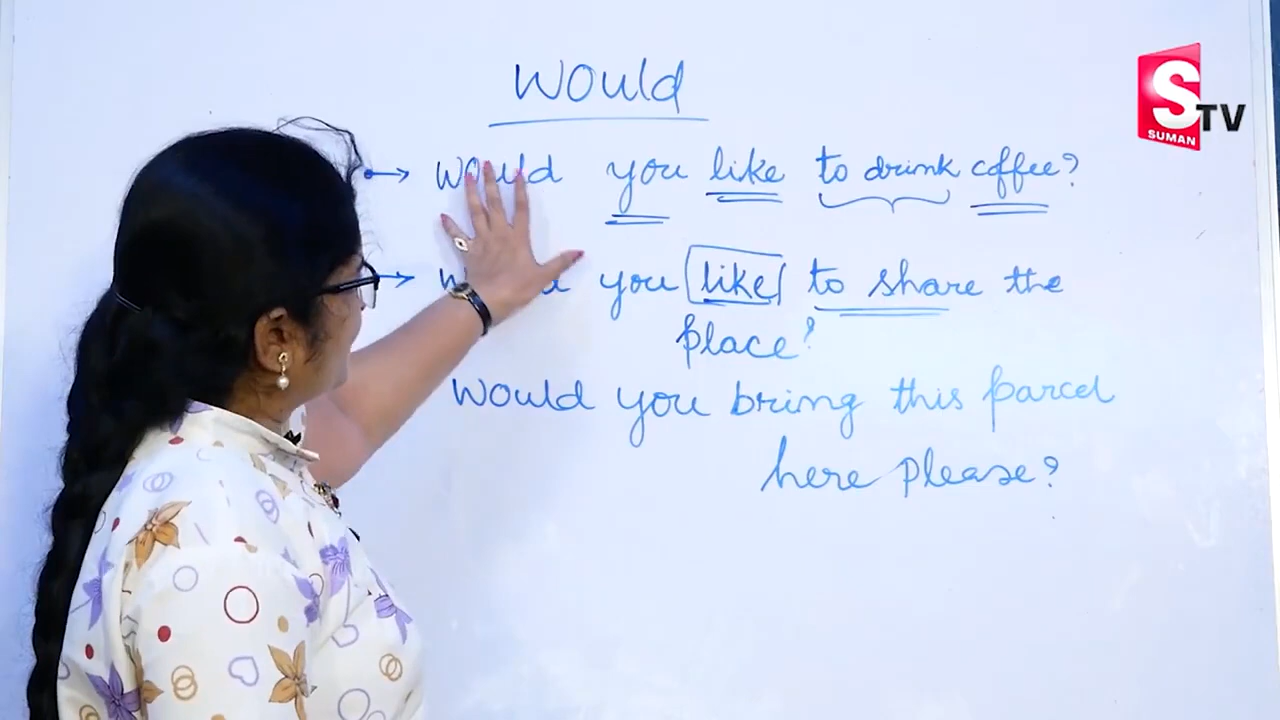 Would
Would you like to drink coffee?
you like to share the
place?
Would you bring this parcel
here please?
S TV
SUMAN